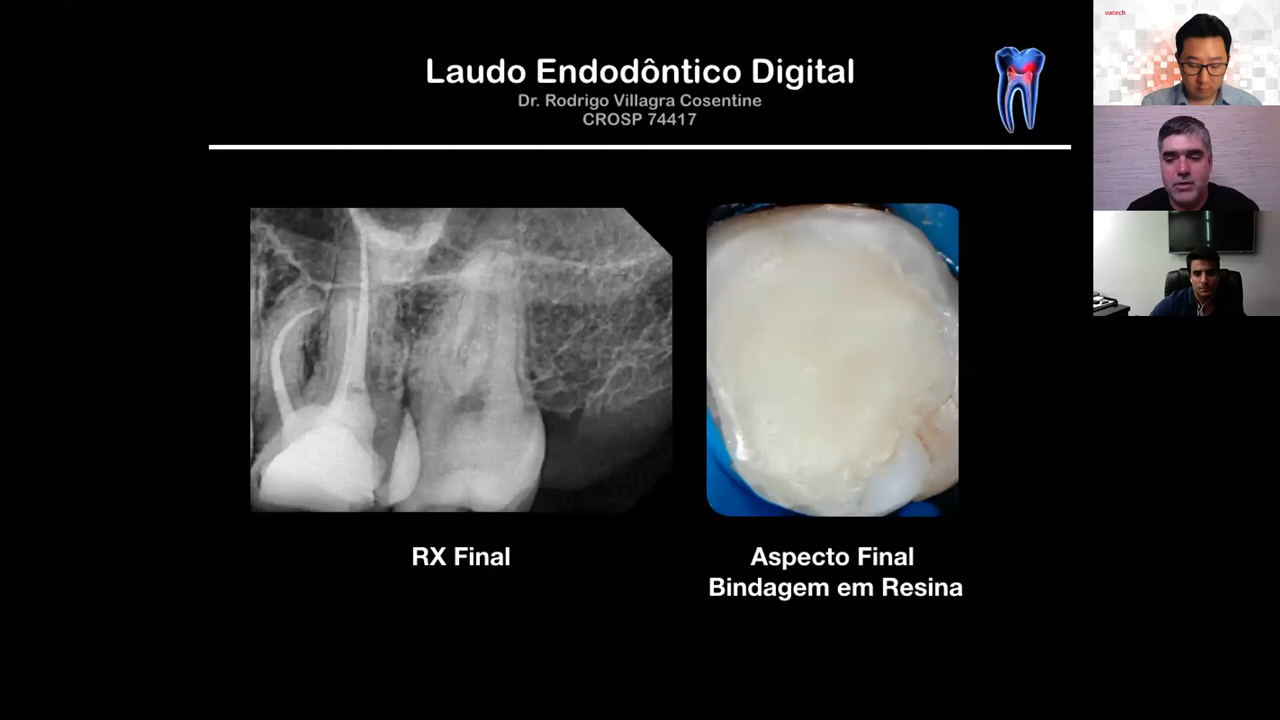 Laudo Endodôntico Digital
Dr. Rodrigo Villagra Cosentine
CROSP 74417
RX Final
Aspecto Final
Bindagem em Resina
vatech